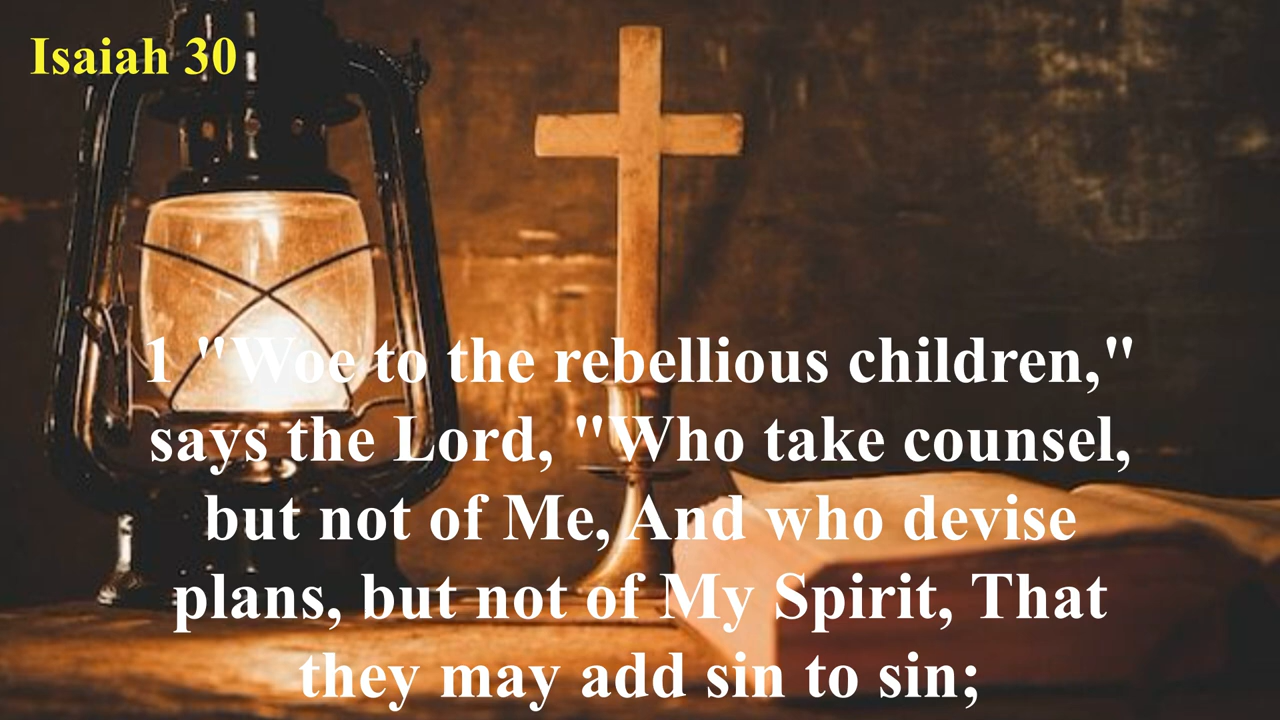 Isaiah 30
1 "Woe to the rebellious children,"
says the Lord, "Who take counsel,
but not of Me, And who devise
plans, but not of My Spirit, That
they may add sin to sin;